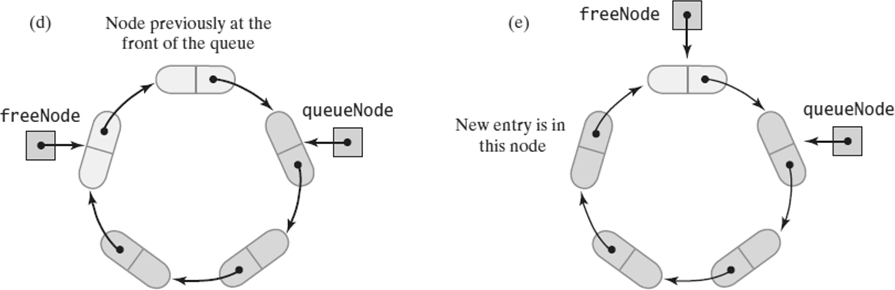 (d)
Node previously at the
front of the queue
freeNode
queueNode
(e)
freeNode
queueNode
New entry is in
this node